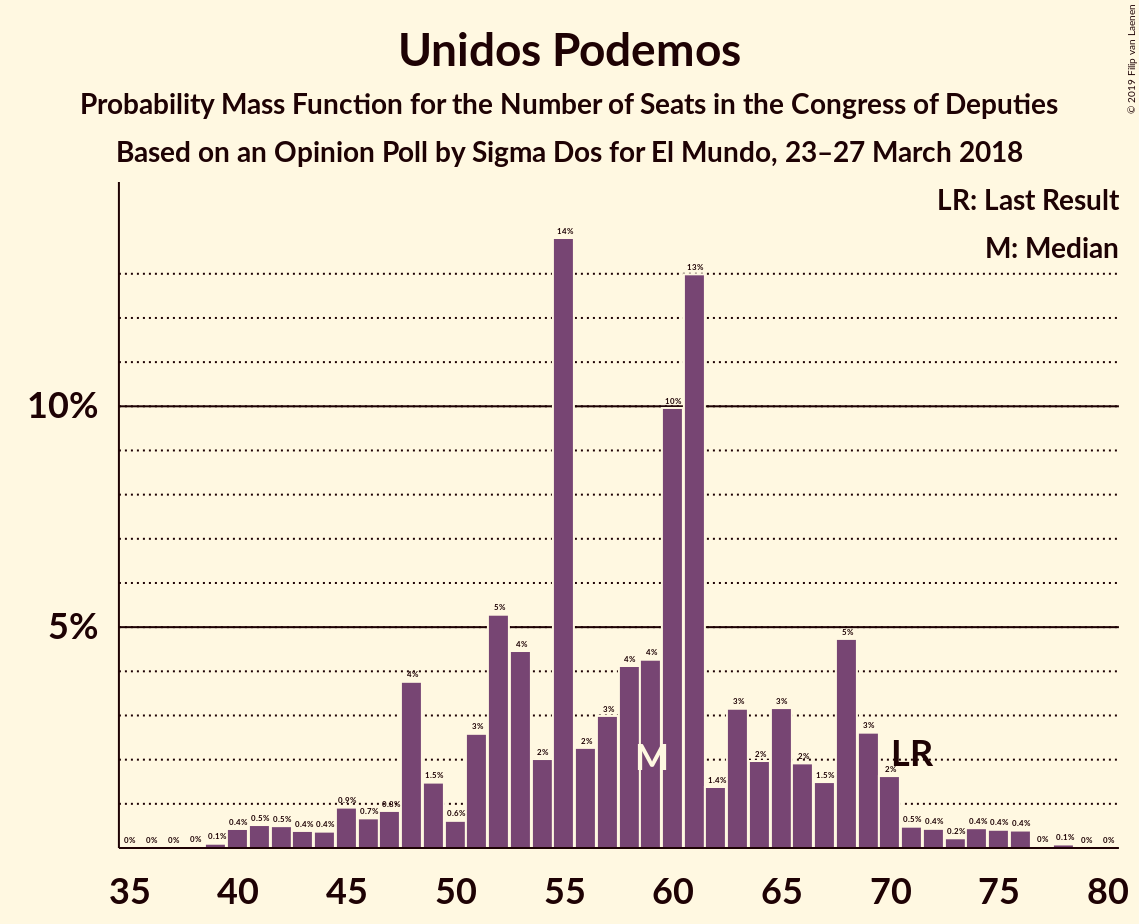 Unidos Podemos
Probability Mass Function for the Number of Seats in the Congress of Deputies
Based on an Opinion Poll by Sigma Dos for El Mundo, 23–27 March 2018
© 2019 Filip van Laenen
LR: Last Result
M: Median
10%
5%
0% 0% 0% 0% 0.1% 0.4% 0.5% 0.5% 0.4% 0.4% 0.9% 0.7% 0.8% 4% 1.5% 0.6% 3% 5% 4% 2% 14% 2% 3% 4% 4% 10% 13% 1.4% 3% 2% 3% 2% 1.5% 5% 3% 2% 0.5% 0.4% 0.2% 0.4% 0.4% 0.4% 0% 0.1% 0% 0%
M
LR
35 40 45 50 55 60 65 70 75 80